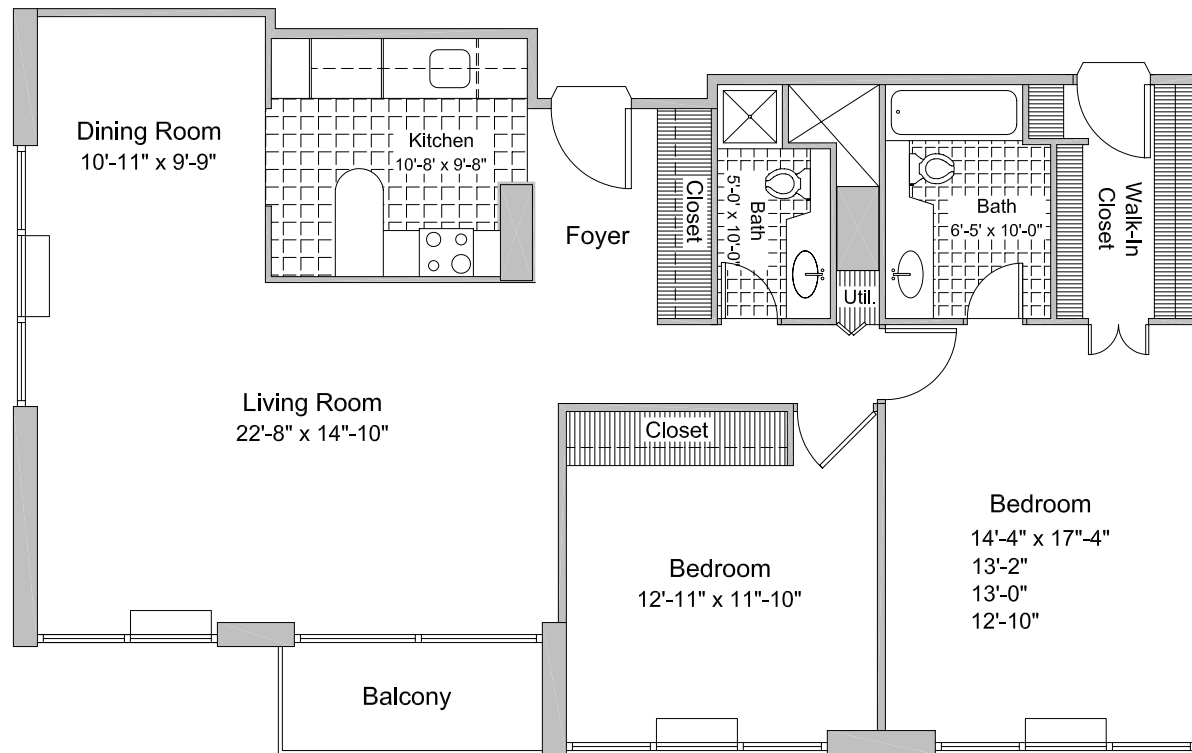 Dining Room
10'-11" x 9'-9"
Kitchen
10'-8' x 9'-8"
Foyer
Closet
Bath
5'-0' x 10'-0"
Util.
Bath
6'-5' x 10'-0"
Walk-In
Closet
Living Room
22'-8" x 14"-10"
Closet
Bedroom
12'-11" x 11"-10"
Bedroom
14'-4" x 17"-4"
13'-2"
13'-0"
12'-10"
Balcony